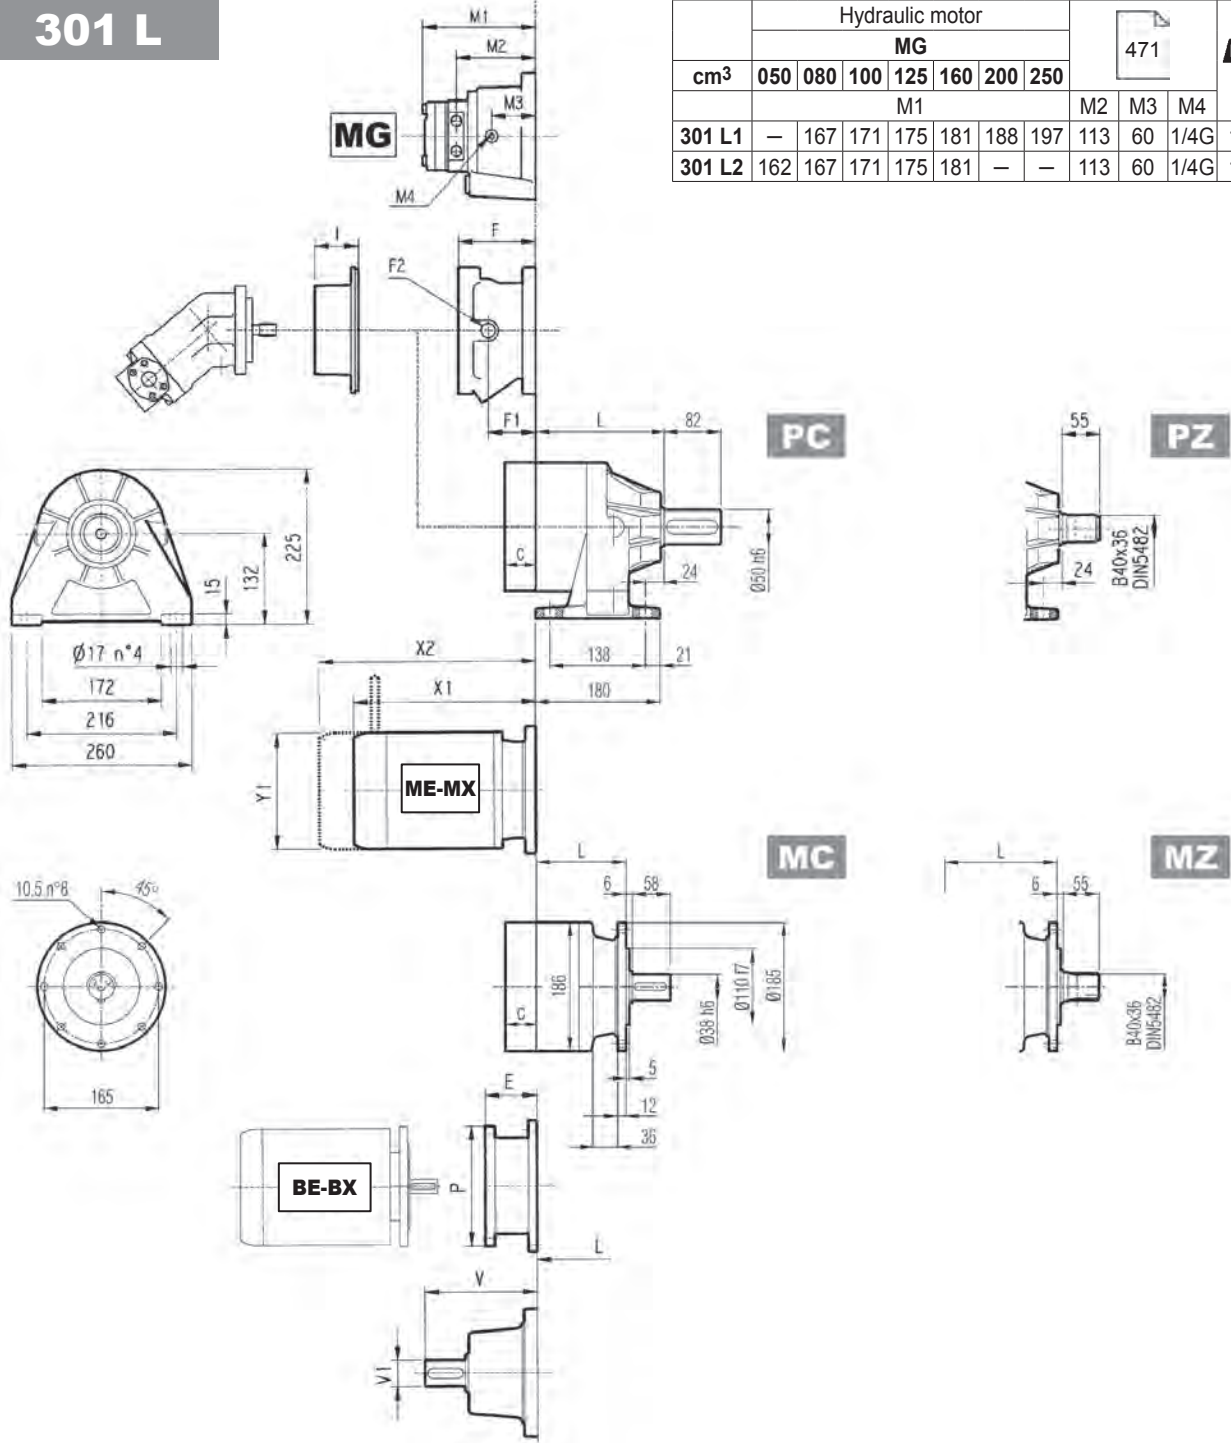 301 L
Hydraulic motor
MG
471
cm3 050 080 100 125 160 200 250
M1 M2 M3 M4
301 L1 – 167 171 175 181 188 197 113 60 1/4G
301 L2 162 167 171 175 181 – – 113 60 1/4G
M1
M2
M3
MG
M4
I
F
F2
F1
L
82
PC
55
PZ
C
24
Ø50 h6
24
B40x36
DIN5482
225
132
15
Ø17 n°4
172
216
260
138
21
180
X2
X1
Y1
ME-MX
L
MC
L
MZ
6
58
6
55
10.5 n°8
45°
165
C
186
Ø38 h6
Ø110 f7
Ø185
B40x36
DIN5482
5
12
36
E
BE-BX
P
L
V
V1